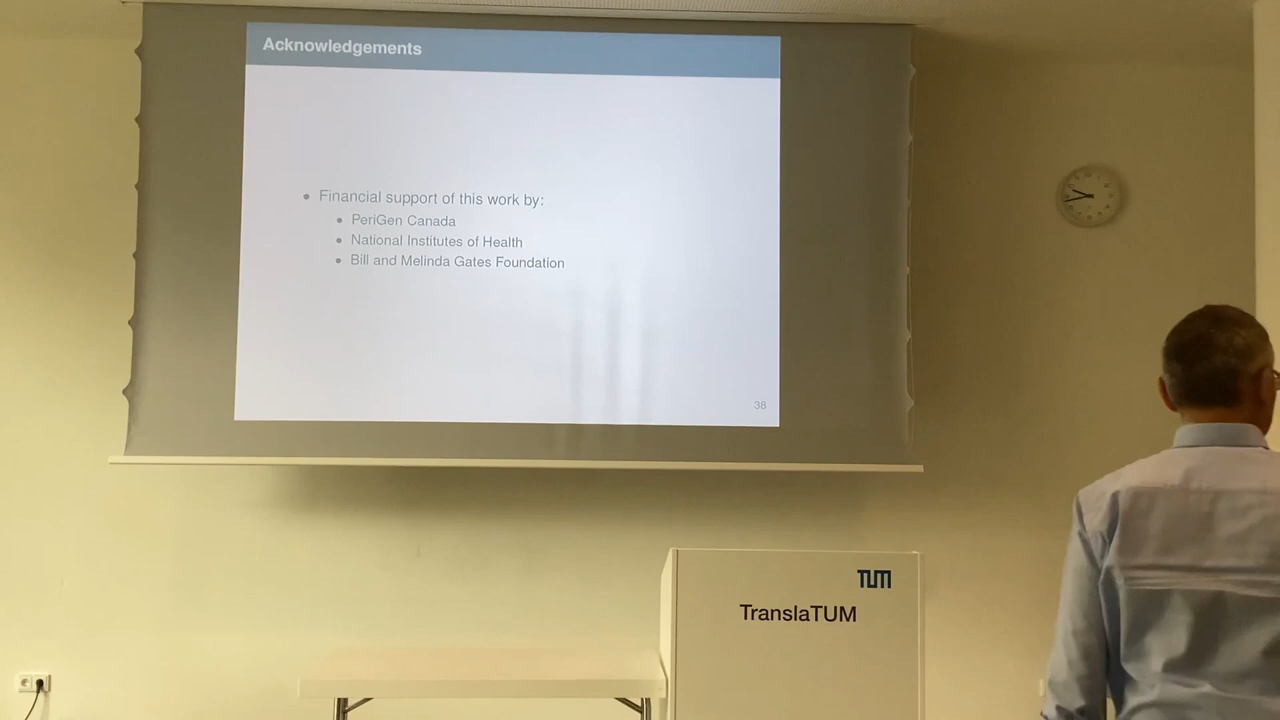 Acknowledgements
• Financial support of this work by:
• PeriGen Canada
• National Institutes of Health
• Bill and Melinda Gates Foundation
38
TUM
TranslaTUM